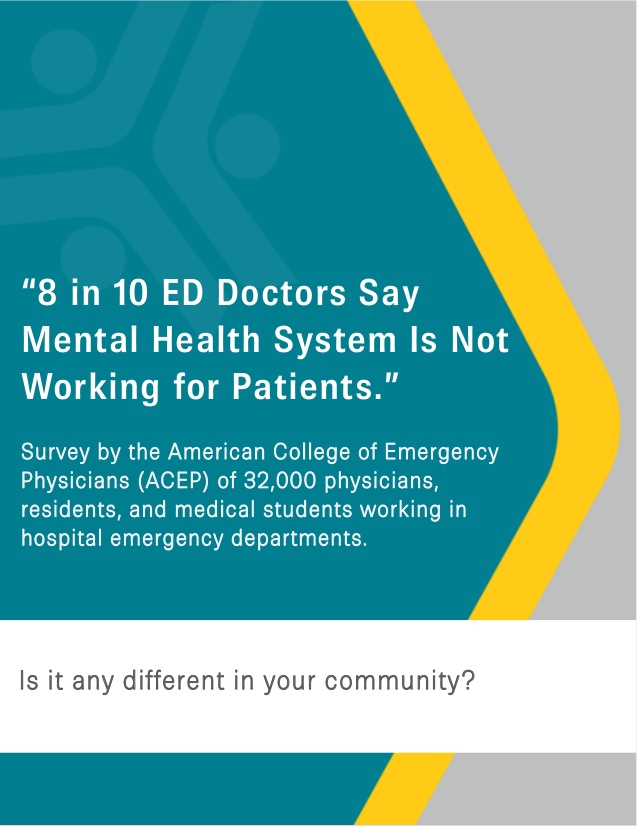 “8 in 10 ED Doctors Say
Mental Health System Is Not
Working for Patients.”
Survey by the American College of Emergency
Physicians (ACEP) of 32,000 physicians,
residents, and medical students working in
hospital emergency departments.
Is it any different in your community?